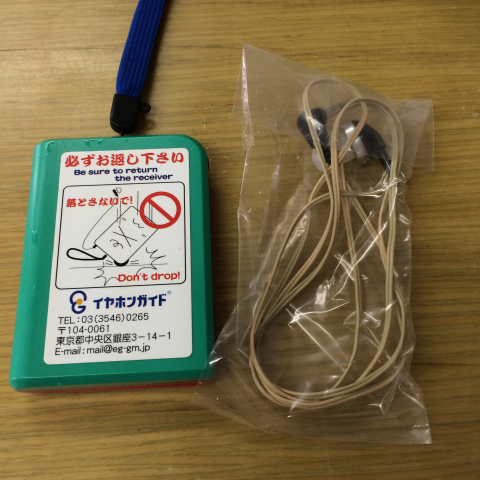 必ずお返し下さい
Be sure to return
the receiver
落とさないで!
Don't drop!
イヤホンガイド®
TEL:03(3546)0265
〒104-0061
東京都中央区銀座3-14-1
E-mail:mail@eg-gm.jp